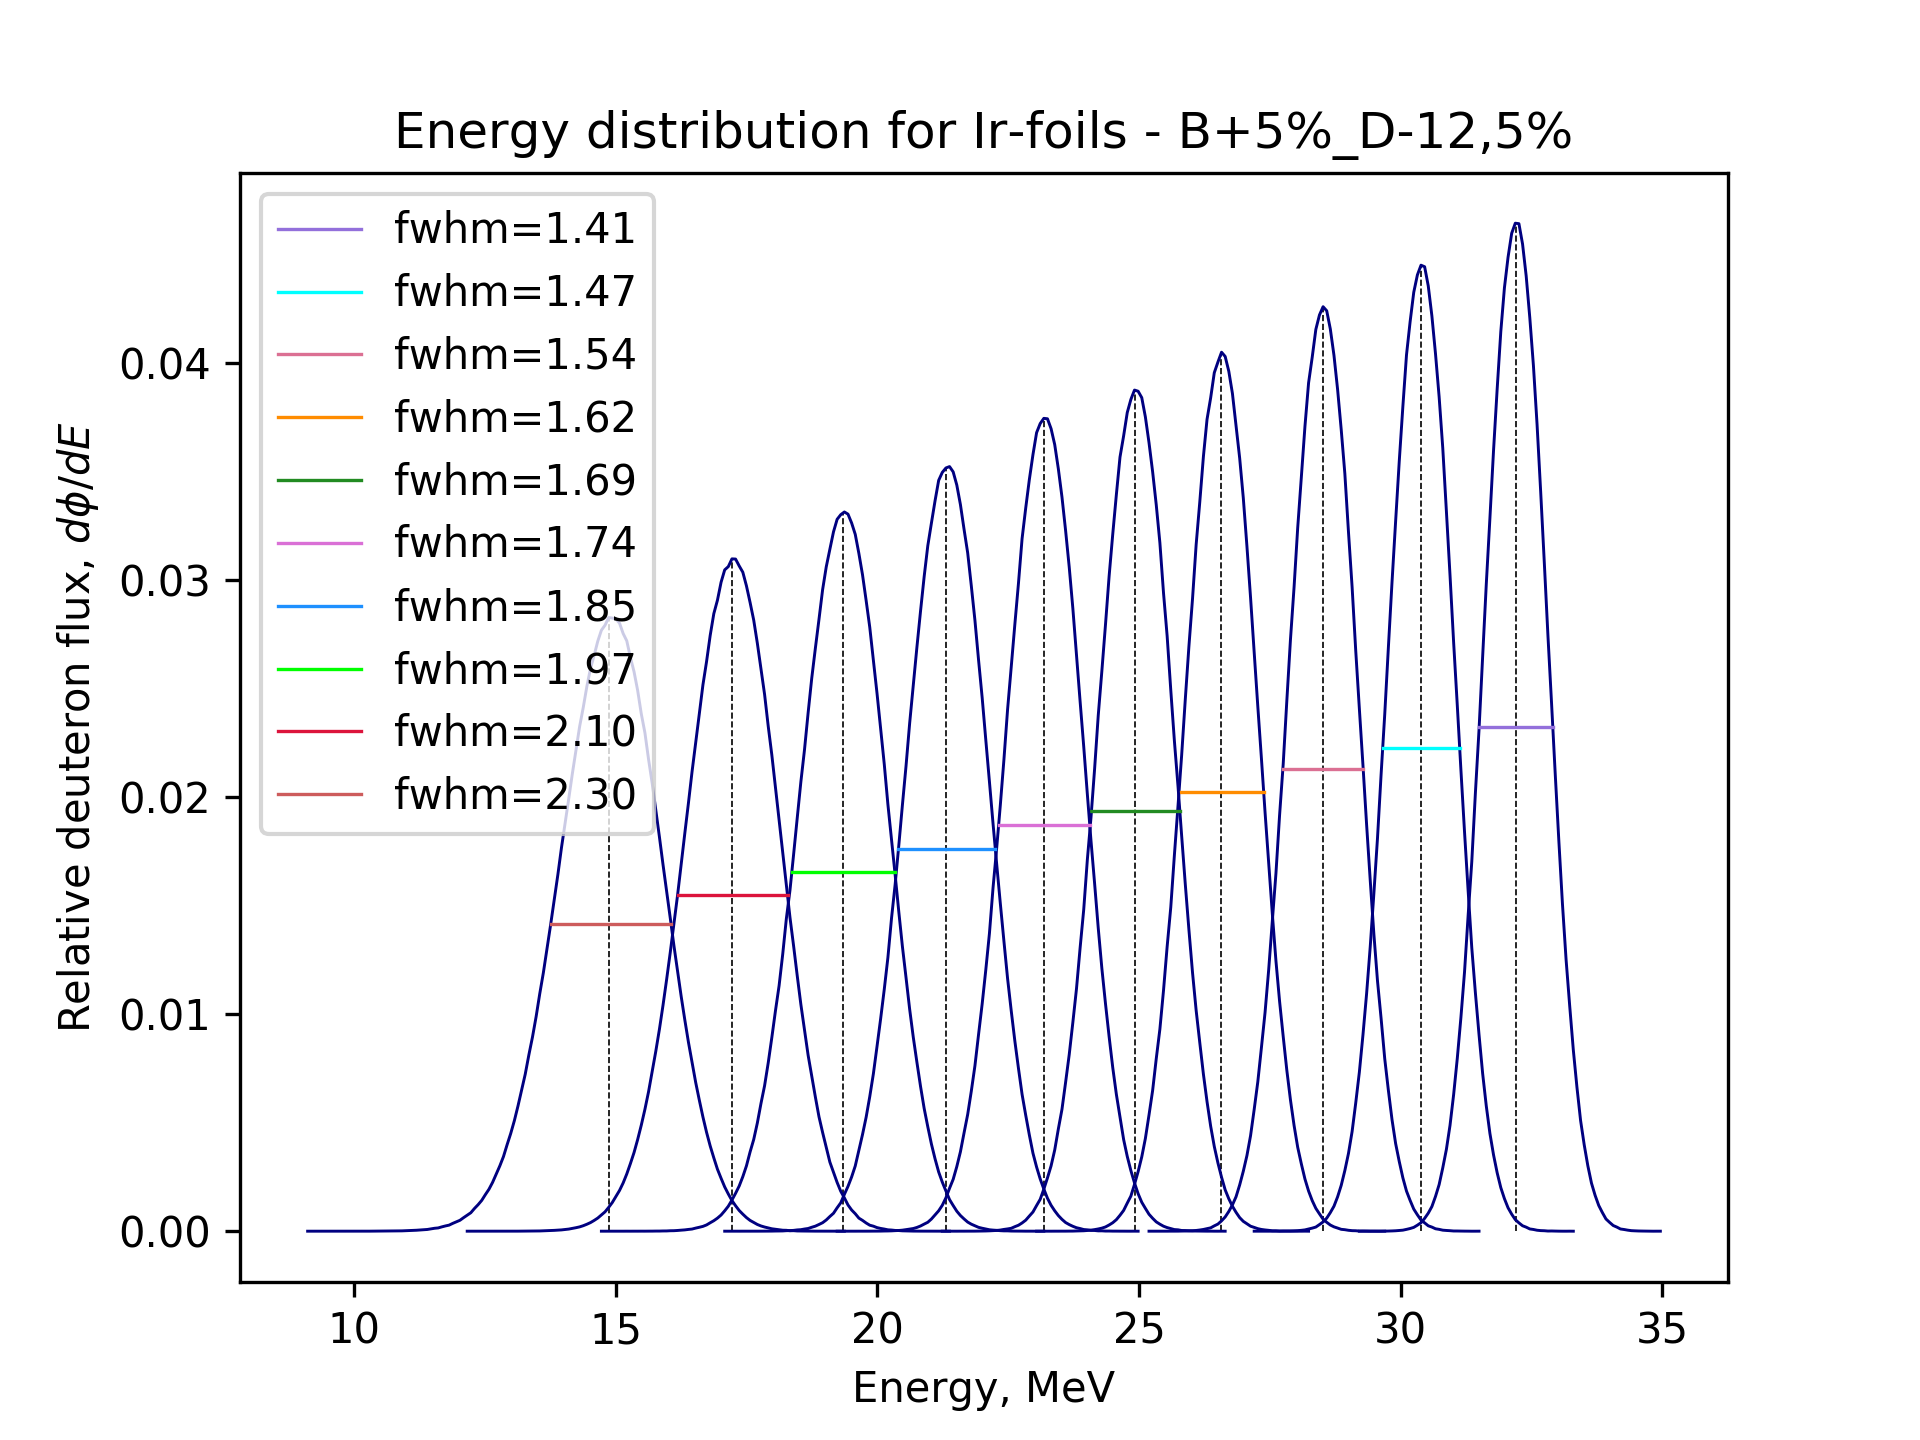 Energy distribution for Ir-foils - B+5%_D-12,5%
fwhm=1.41
fwhm=1.47
fwhm=1.54
fwhm=1.62
fwhm=1.69
fwhm=1.74
fwhm=1.85
fwhm=1.97
fwhm=2.10
fwhm=2.30
Relative deuteron flux, dϕ/dE
0.04
0.03
0.02
0.01
0.00
10 15 20 25 30 35
Energy, MeV